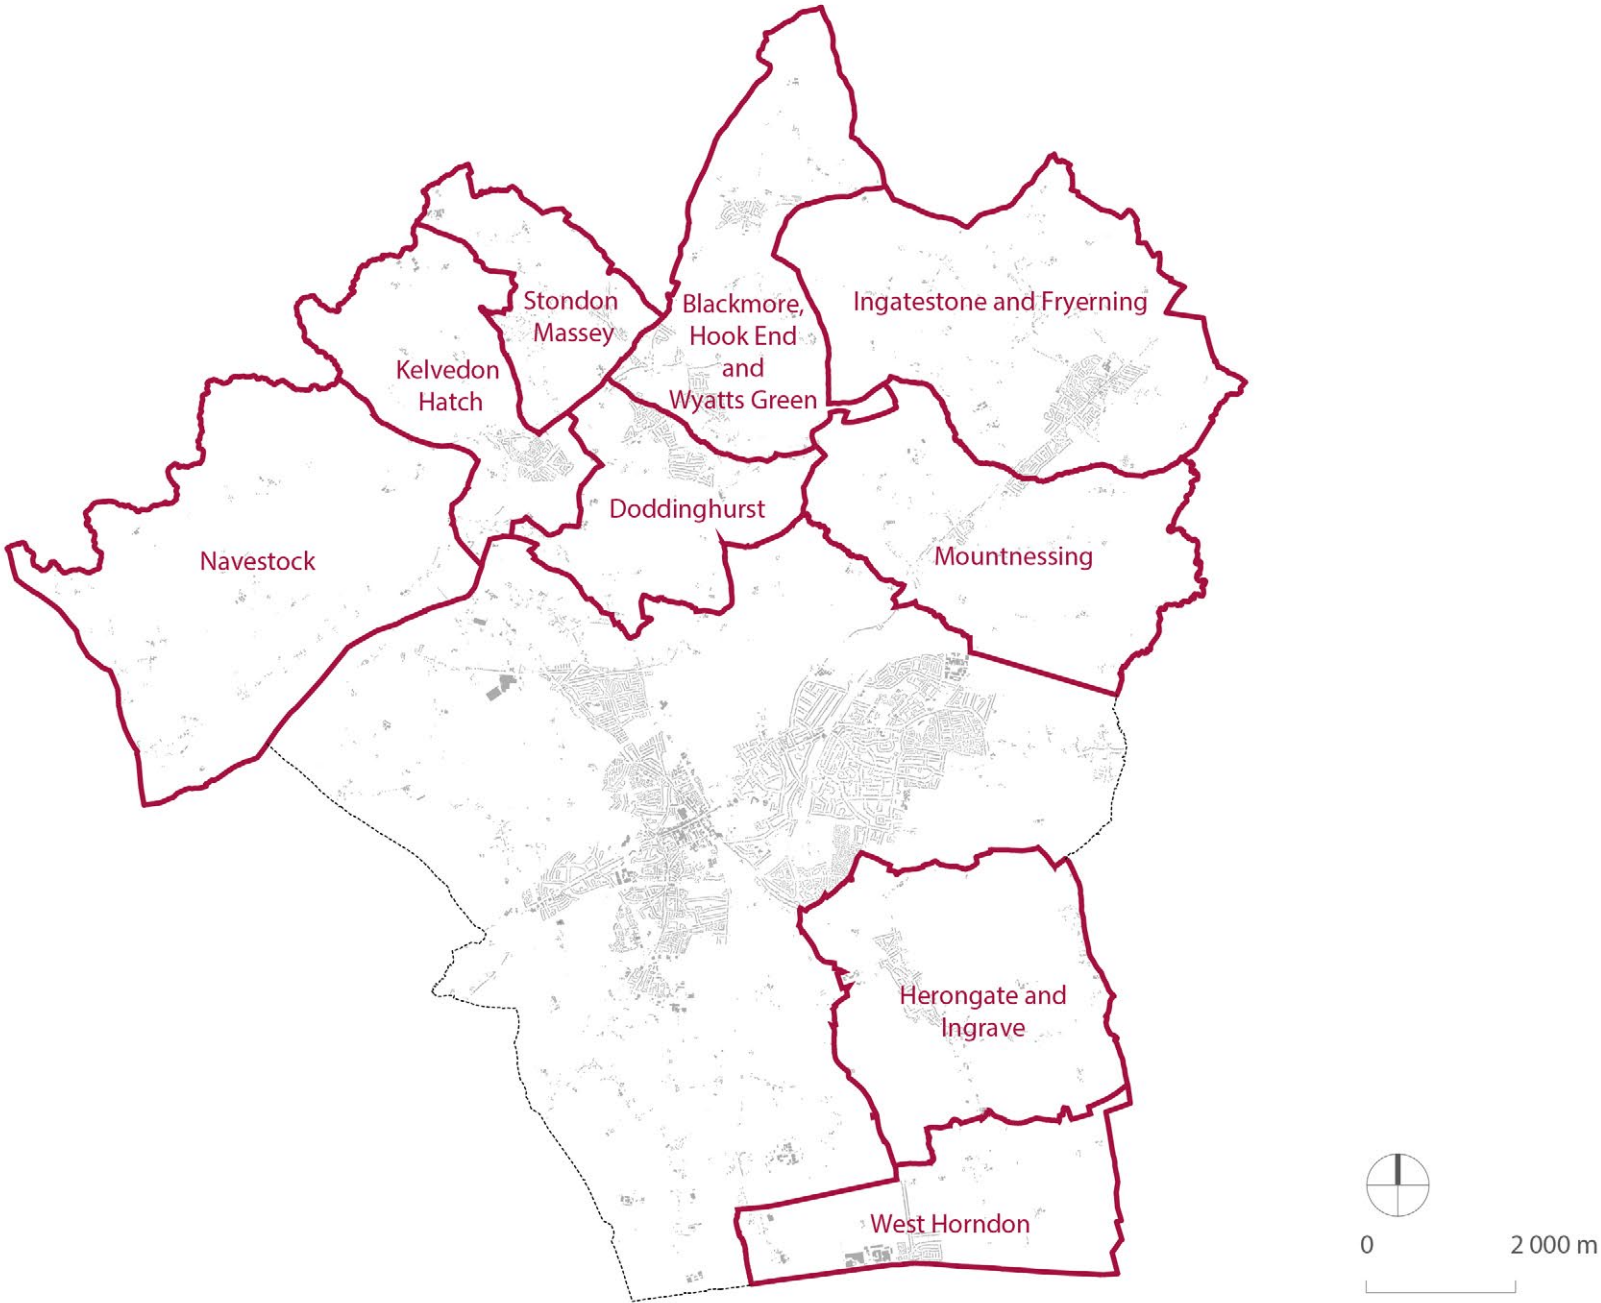 Stondon
Massey
Blackmore,
Hook End
and
Wyatts Green
Ingatestone and Fryerning
Kelvedon
Hatch
Doddinghurst
Navestock
Mountnessing
Herongate and
Ingrave
West Horndon
0 2 000 m